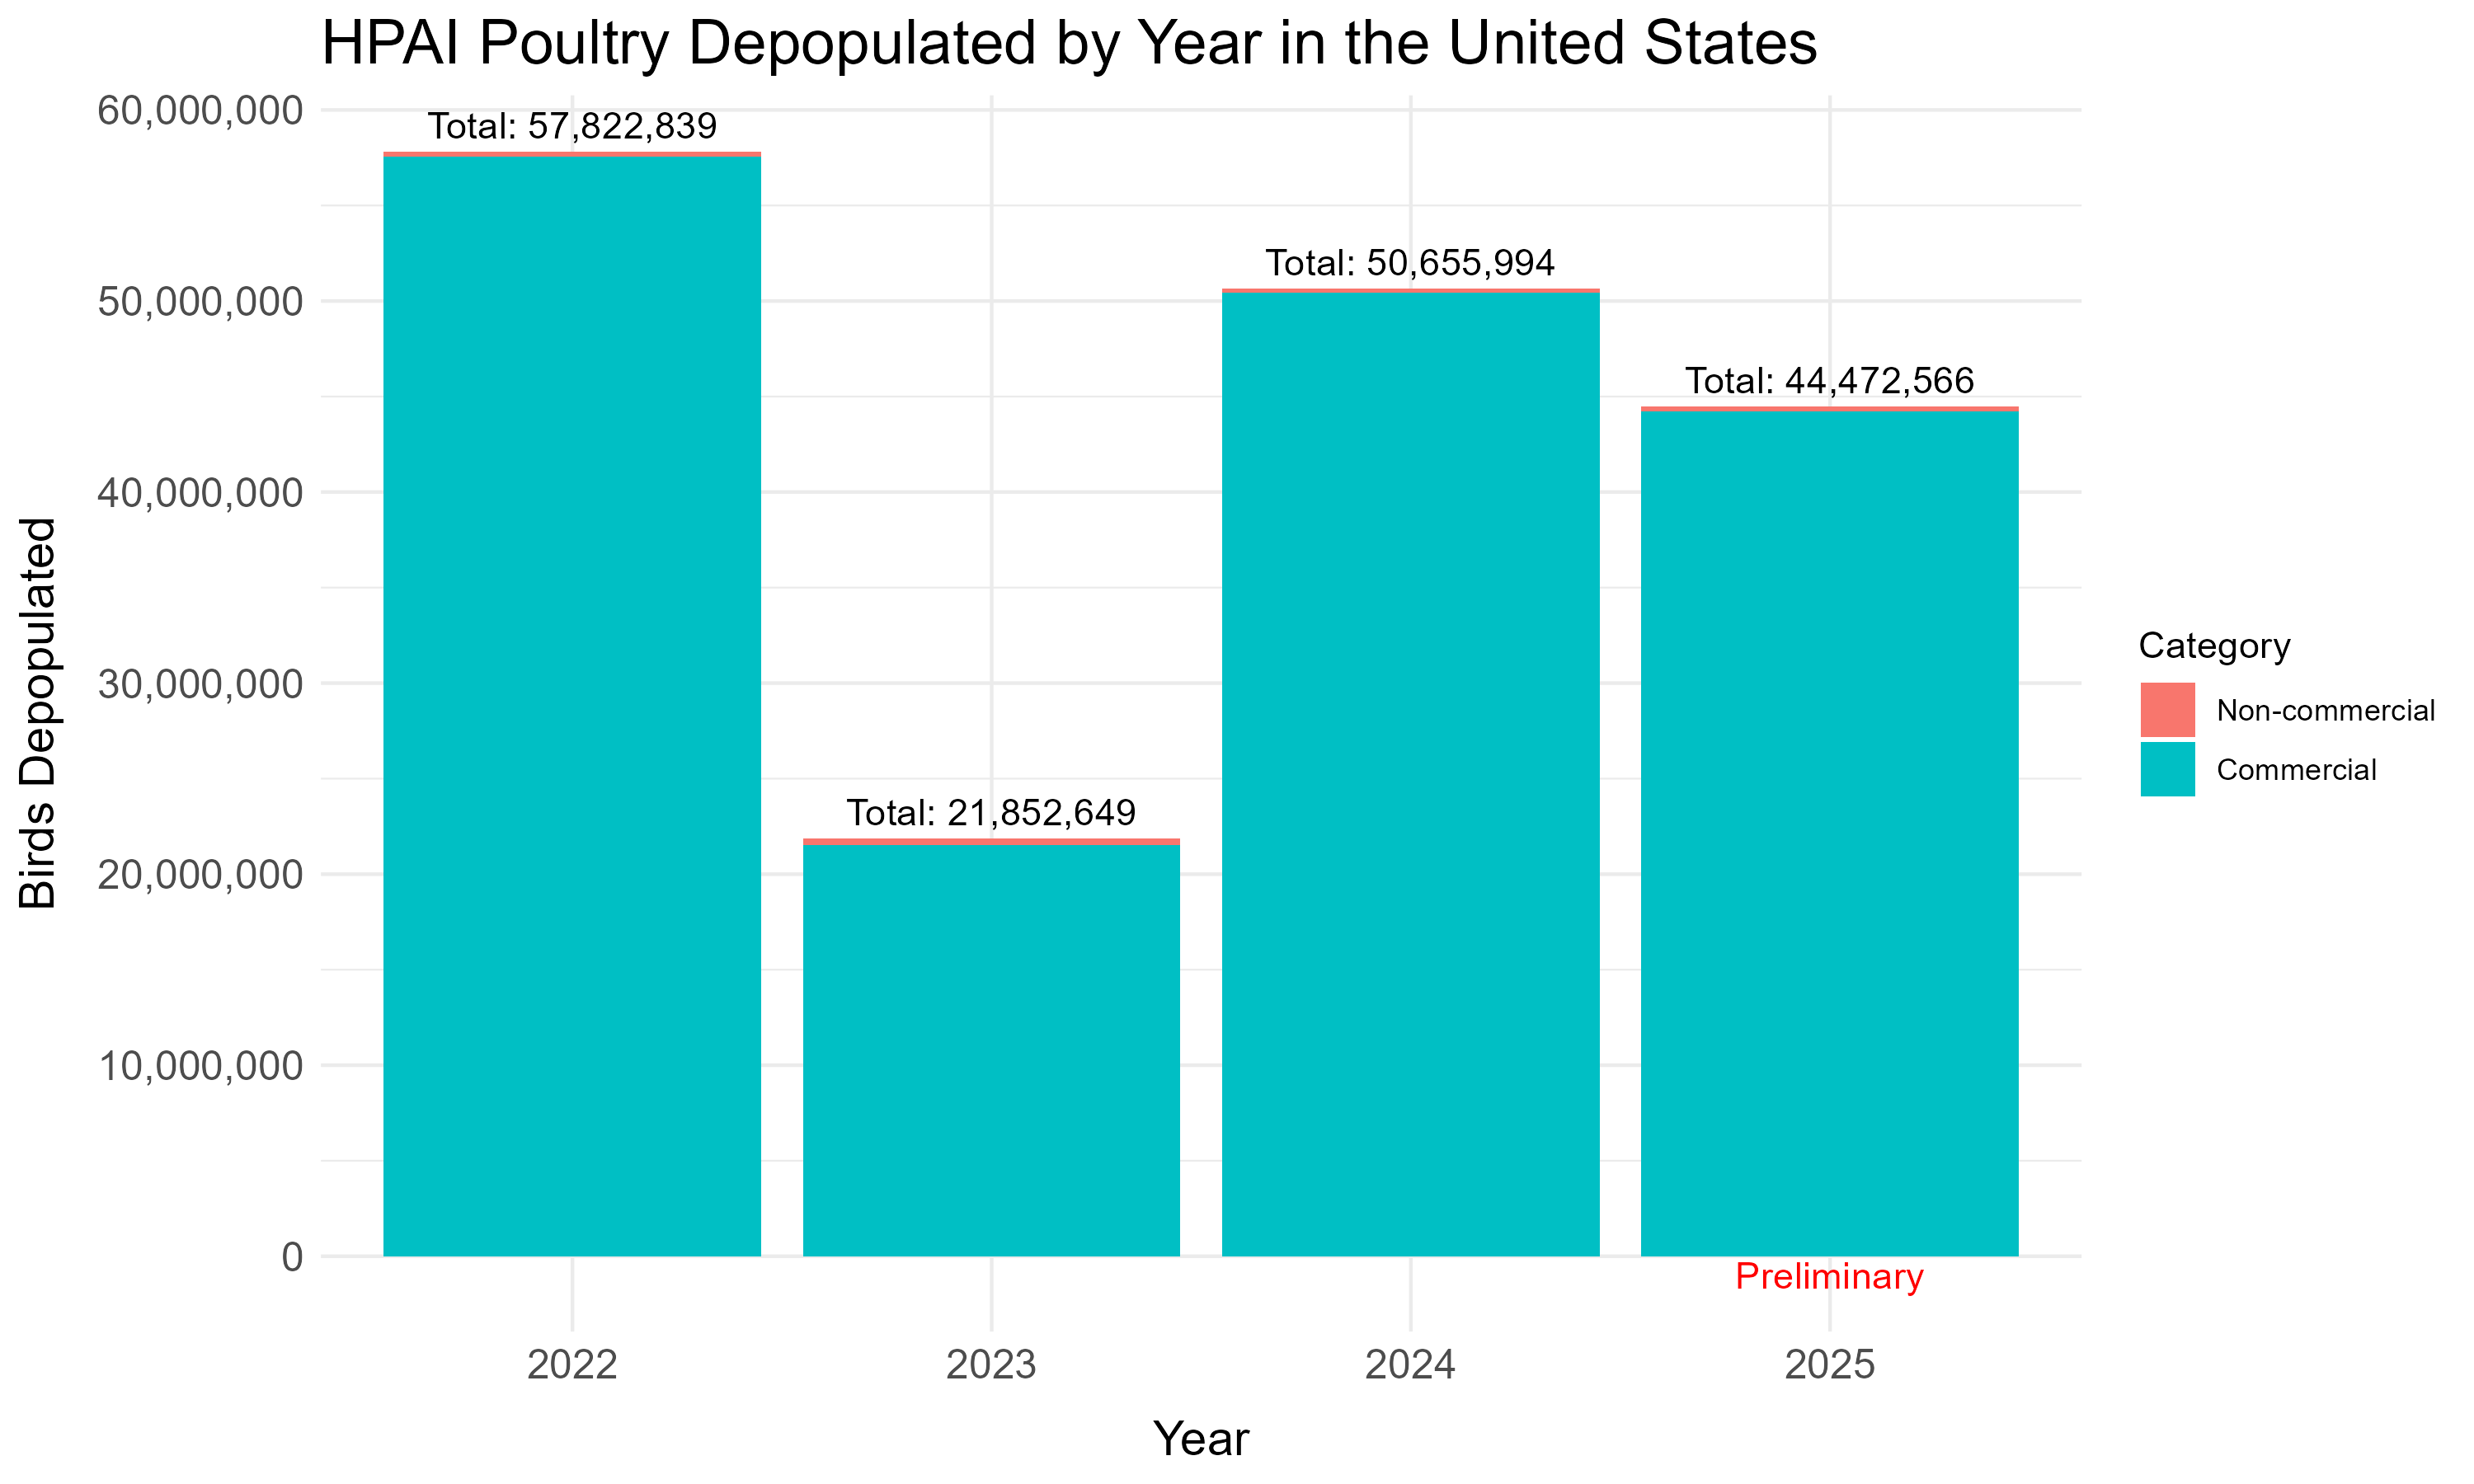 HPAI Poultry Depopulated by Year in the United States
60,000,000
50,000,000
40,000,000
30,000,000
20,000,000
10,000,000
0
Birds Depopulated
Total: 57,822,839
Total: 21,852,649
Total: 50,655,994
Total: 44,472,566
Preliminary
2022
2023
2024
2025
Year
Category
Non-commercial
Commercial